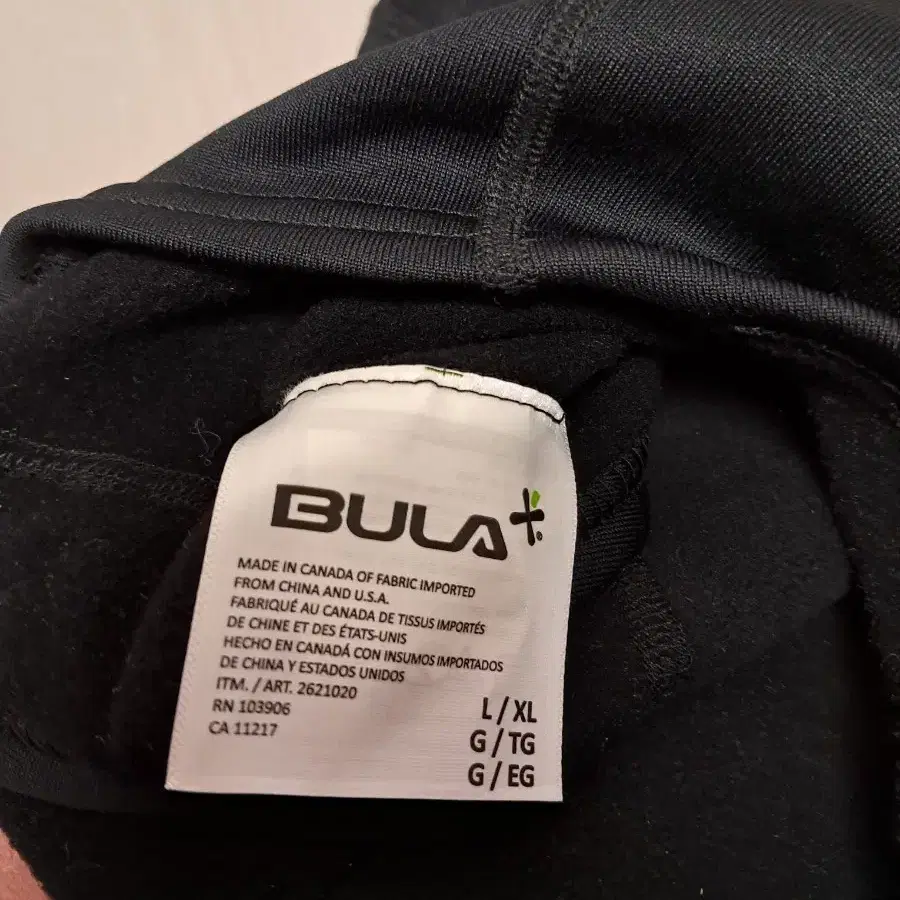 BULA
MADE IN CANADA OF FABRIC IMPORTED
FROM CHINA AND U.S.A.
FABRIQUÉ AU CANADA DE TISSUS IMPORTÉS
DE CHINE ET DES ÉTATS-UNIS
HECHO EN CANADÁ CON INSUMOS IMPORTADOS
DE CHINA Y ESTADOS UNIDOS
ITM. / ART. 2621020
RN 103906
CA 11217
L / XL
G / TG
G / EG